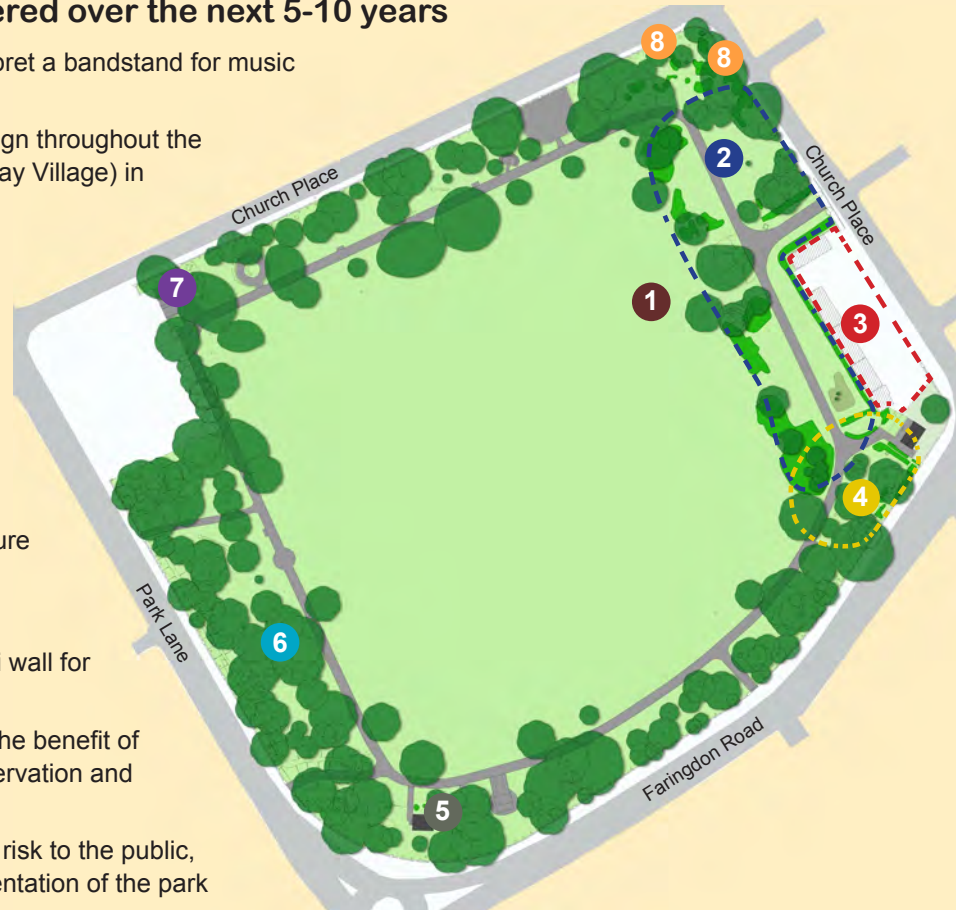 ered over the next 5-10 years
oret a bandstand for music
ign throughout the
ay Village) in
ure
i wall for
he benefit of
ervation and
risk to the public,
entation of the park
8
8
2
Church Place
Church Place
7
1
3
4
Park Lane
6
Faringdon Road
5